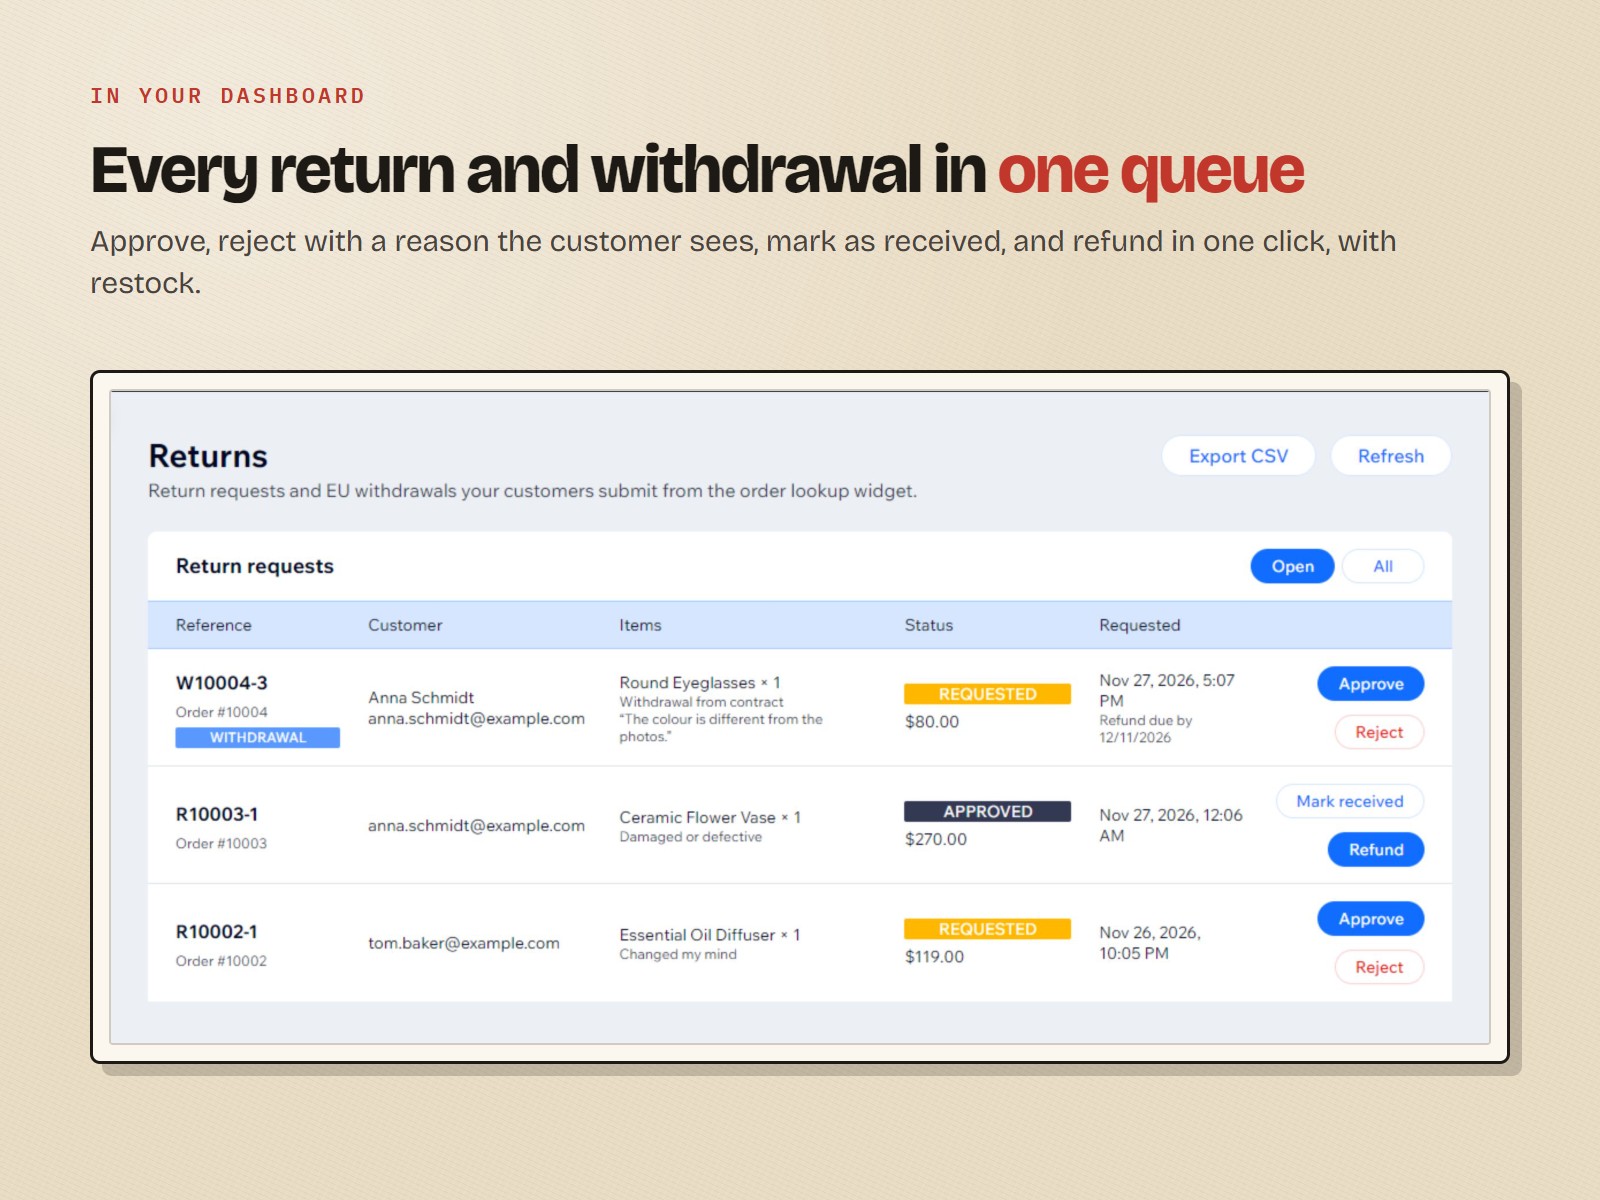 IN YOUR DASHBOARD
Every return and withdrawal in one queue
Approve, reject with a reason the customer sees, mark as received, and refund in one click, with
restock.
Returns
Export CSV
Refresh
Return requests and EU withdrawals your customers submit from the order lookup widget.
Return requests
Open
All
Reference
Customer
Items
Status
Requested
W10004-3
Order #10004
WITHDRAWAL
Anna Schmidt
anna.schmidt@example.com
Round Eyeglasses × 1
Withdrawal from contract
"The colour is different from the
photos."
REQUESTED
$80.00
Nov 27, 2026, 5:07
PM
Refund due by
12/11/2026
Approve
Reject
R10003-1
Order #10003
anna.schmidt@example.com
Ceramic Flower Vase × 1
Damaged or defective
APPROVED
$270.00
Nov 27, 2026, 12:06
AM
Mark received
Refund
R10002-1
Order #10002
tom.baker@example.com
Essential Oil Diffuser × 1
Changed my mind
REQUESTED
$119.00
Nov 26, 2026,
10:05 PM
Approve
Reject